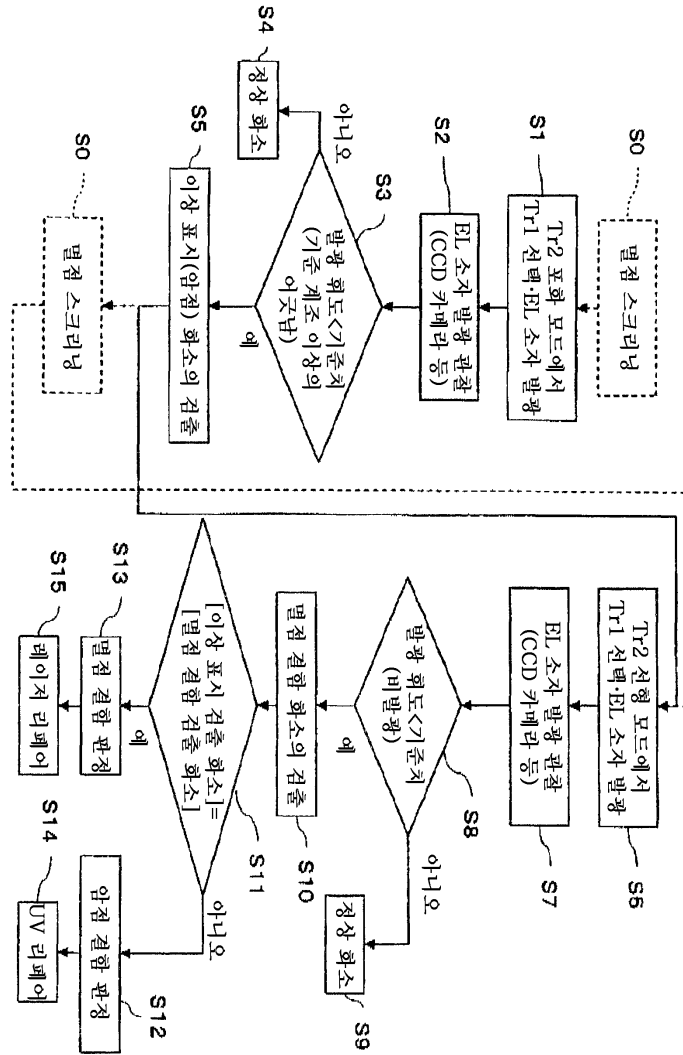 S0
멸점 스크리닝
S1
Tr2 포화 모드에서
Tr1 선택·EL 소자 발광
S2
EL 소자 발광 관찰
(CCD 카메라 등)
S3
발광 휘도<기준치
(기준 계조 이상의
어긋남)
아니오
S4
정상 화소
예
S5
이상 표시(암점) 화소의 검출
S0
멸점 스크리닝
S6
Tr2 선형 모드에서
Tr1 선택·EL 소자 발광
S7
EL 소자 발광 관찰
(CCD 카메라 등)
S8
발광 휘도<기준치
(비발광)
아니오
정상 화소
S9
예
멸점 결함 화소의 검출
S10
[이상 표시 검출 화소]=
[멸점 결함 검출 화소]
S11
예
아니오
S13
멸점 결함 판정
암점 결함 판정
S12
S15
레이저 리페어
S14
UV 리페어